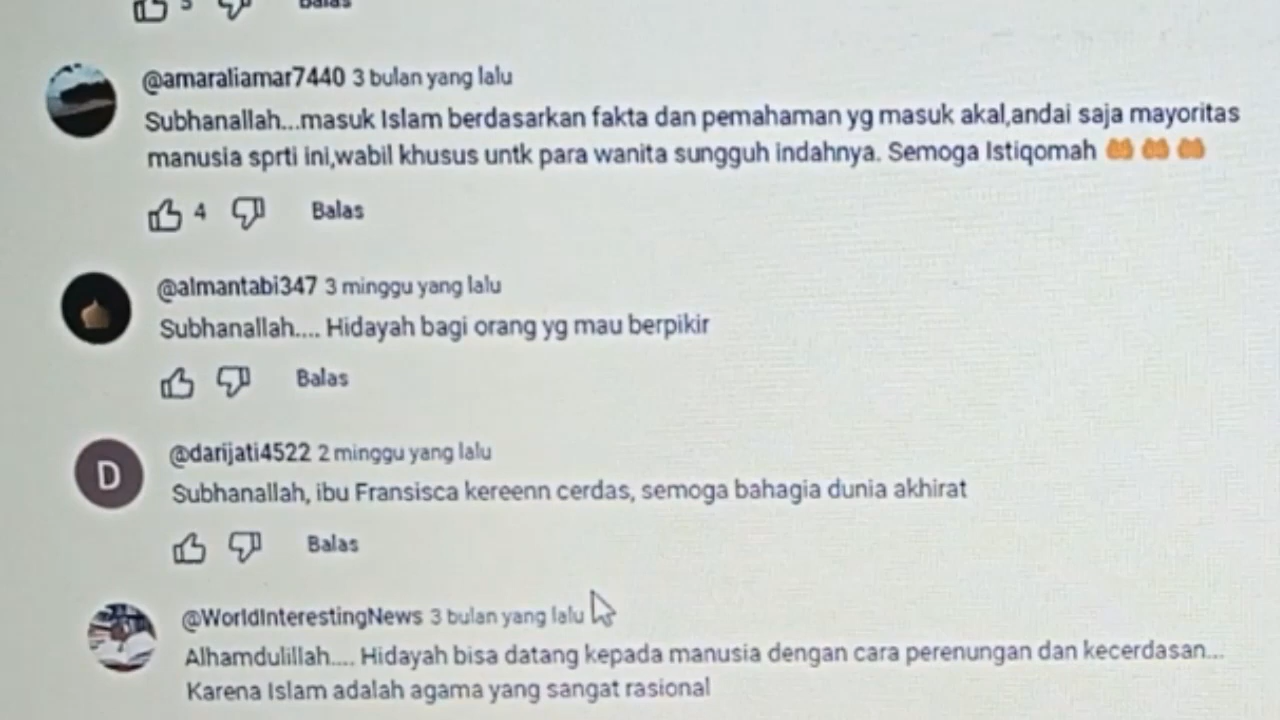 5 Balas
@amaraliamar7440 3 bulan yang lalu
Subhanallah...masuk Islam berdasarkan fakta dan pemahaman yg masuk akal,andai saja mayoritas
manusia sprti ini,wabil khusus untk para wanita sungguh indahnya. Semoga Istiqomah 🤲🤲🤲
4 Balas
@almantabi347 3 minggu yang lalu
Subhanallah.... Hidayah bagi orang yg mau berpikir
Balas
D
@darijati4522 2 minggu yang lalu
Subhanallah, ibu Fransisca kereenn cerdas, semoga bahagia dunia akhirat
Balas
@WorldInterestingNews 3 bulan yang lalu
Alhamdulillah.... Hidayah bisa datang kepada manusia dengan cara perenungan dan kecerdasan...
Karena Islam adalah agama yang sangat rasional